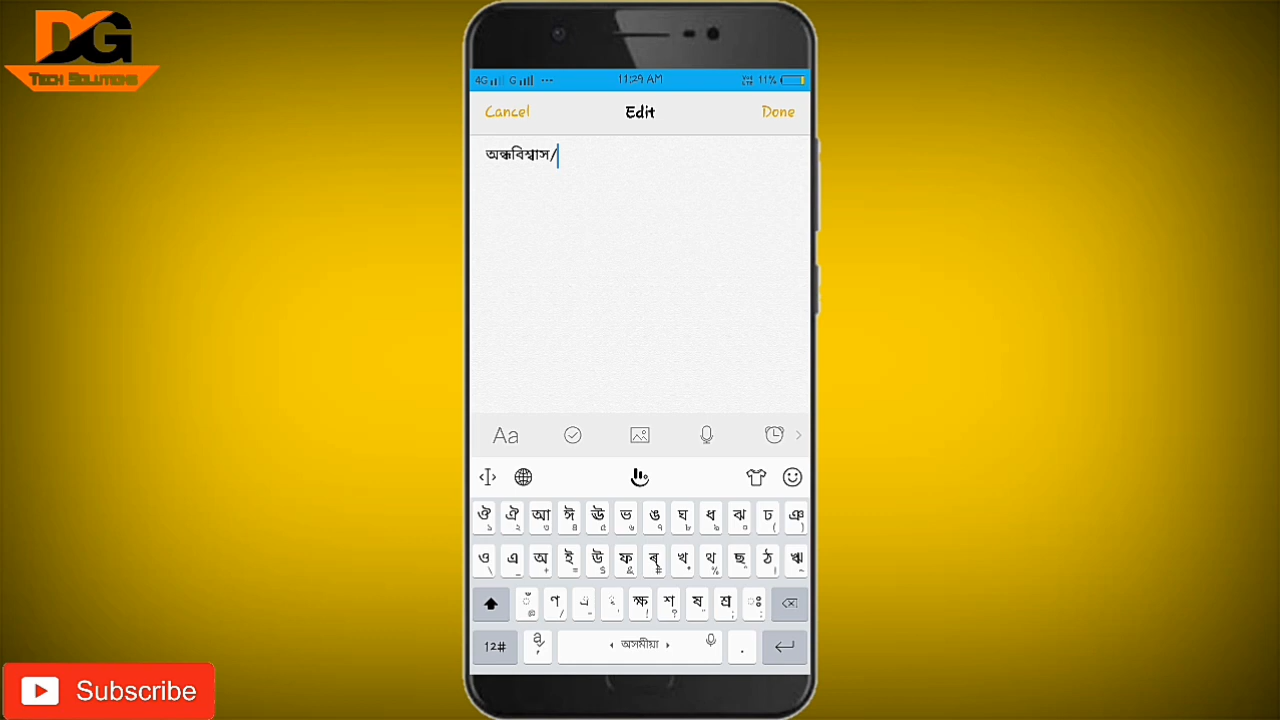 DG
Tech Solutions
4G G ... 11:29 AM 11%
Cancel Edit Done
অন্ধবিশ্বাস/
Aa
ঔ ঐ আ ঈ ঊ ভ ঙ ঘ ধ ঝ ঢ ঞ
ও এ অ ই উ ফ ৰ খ থ ছ ঠ ঋ
ণ ক্ষ শ ষ শ্ৰ ঃ
12# অসমীয়া .
Subscribe